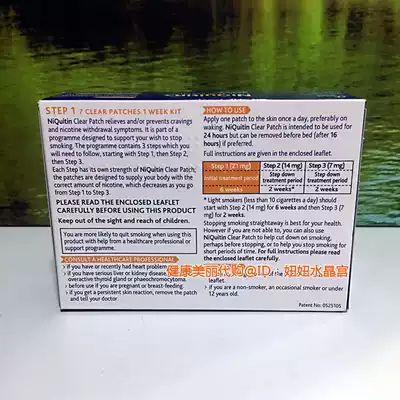 NiQuitin
STEP 1 7 CLEAR PATCHES 1 WEEK KIT
NiQuitin Clear Patch relieves and/or prevents cravings
and nicotine withdrawal symptoms. It is part of a
programme designed to support your wish to stop
smoking. The programme contains 3 steps which you
will need to follow, starting with Step 1, then Step 2,
then Step 3.
Each Step has its own strength of NiQuitin Clear Patch;
the patches are designed to supply your body with the
correct amount of nicotine, which decreases as you go
from Step 1 to Step 3.
PLEASE READ THE ENCLOSED LEAFLET
CAREFULLY BEFORE USING THIS PRODUCT
Keep out of the sight and reach of children.
You are more likely to quit smoking when using this
product with help from a healthcare professional or
support programme.
CONSULT A HEALTHCARE PROFESSIONAL
› if you have or recently had heart problem
› if you have serious liver or kidney disease,
overactive thyroid gland or phaeochromocytoma.
› before use if you are pregnant or breast-feeding
› if you get a persistent skin reaction, remove the patch
and tell your doctor
HOW TO USE
Apply one patch to the skin once a day, preferably on
waking. NiQuitin Clear Patch is intended to be used for
24 hours but can be removed before bed (after 16
hours) if preferred.
Full instructions are given in the enclosed leaflet.
Step 1 (21 mg) Step 2 (14 mg) Step 3 (7 mg)
Initial treatment period Step down treatment period Step down treatment period
6 weeks 2 weeks* 2 weeks
* Light smokers (less than 10 cigarettes a day) should
start with Step 2 (14 mg) for 6 weeks and then Step 3 (7
mg) for 2 weeks.
Stopping smoking straightaway is best for your health.
However if you are not able to, you can also use
NiQuitin Clear Patch to help cut down on smoking,
perhaps before stopping, or to help you stop smoking for
short periods of time. For full instructions please read
the enclosed leaflet carefully.
of the
leaflet.
› if you are a non-smoker, an occasional smoker or under
12 years old.
Patent No. 0525105
健康美丽代购@ID：妞妞水晶宫